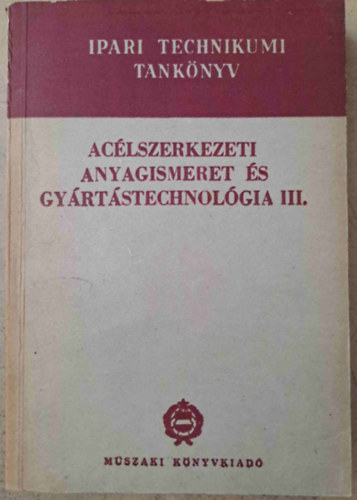 IPARI TECHNIKUMI
TANKÖNYV
ACÉLSZERKEZETI
ANYAGISMERET ÉS
GYÁRTÁSTECHNOLÓGIA III.
MŰSZAKI KÖNYVKIADÓ